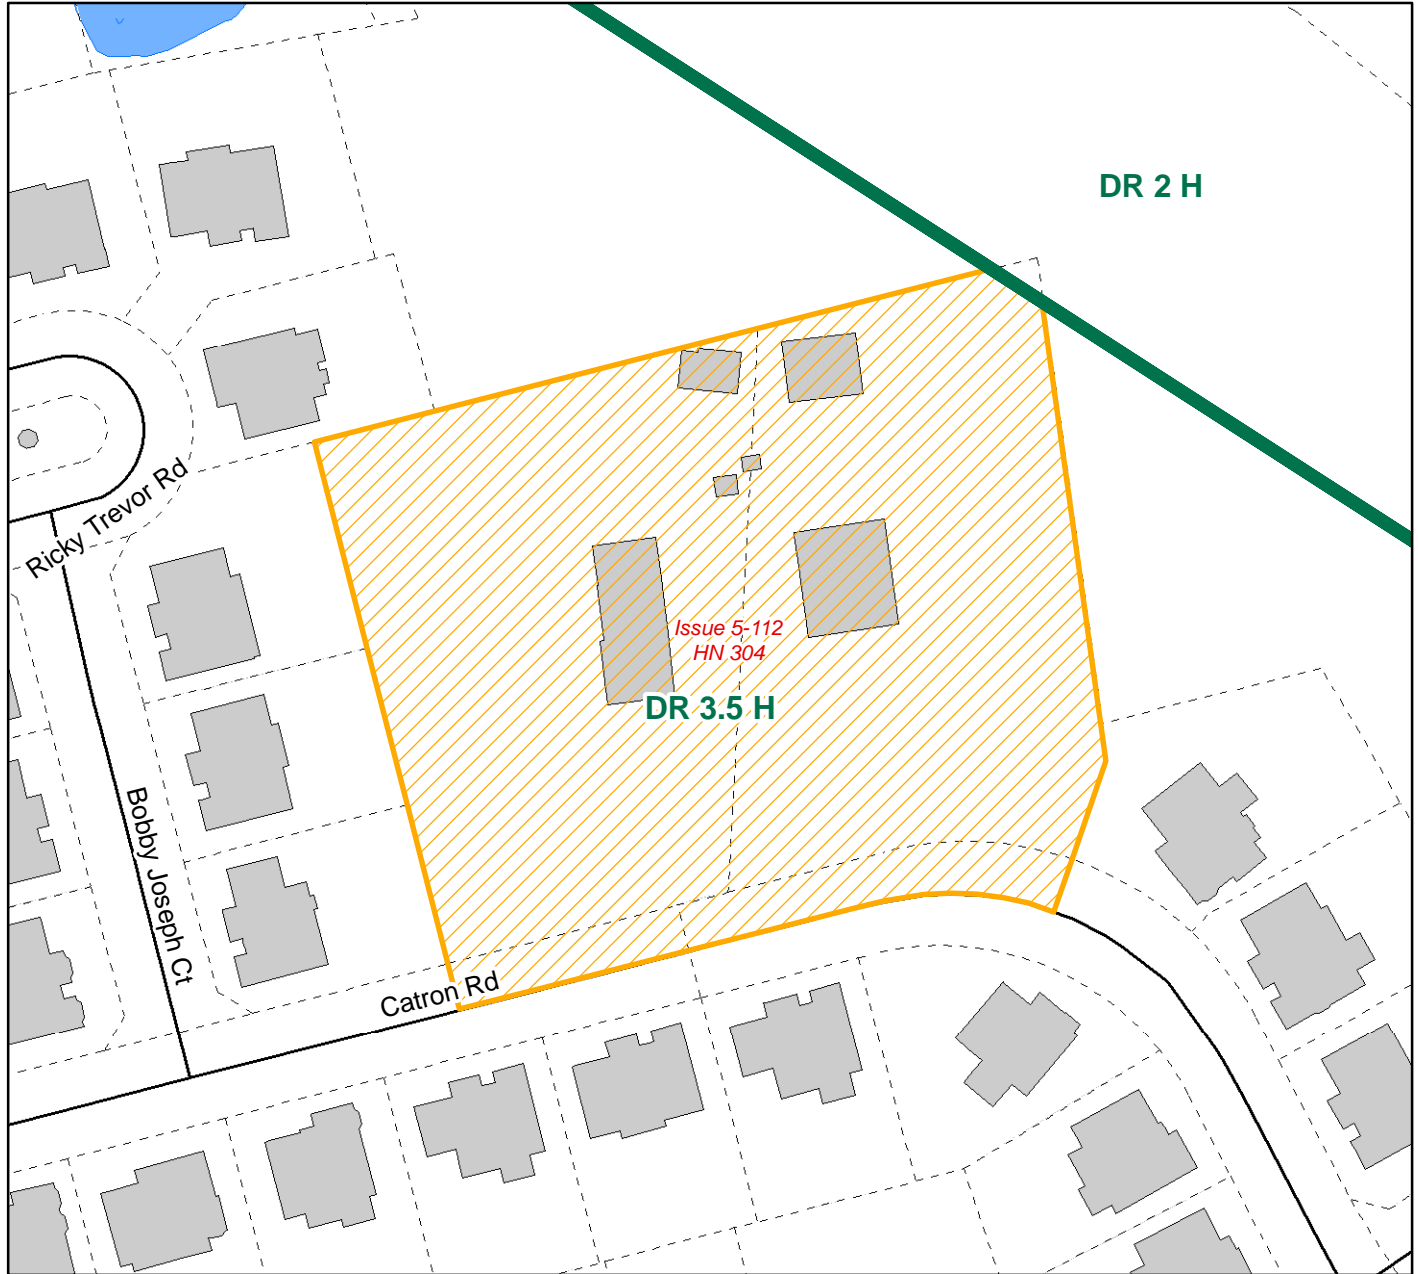 DR 2 H
Ricky Trevor Rd
Issue 5-112
HN 304
DR 3.5 H
Bobby Joseph Ct
Catron Rd